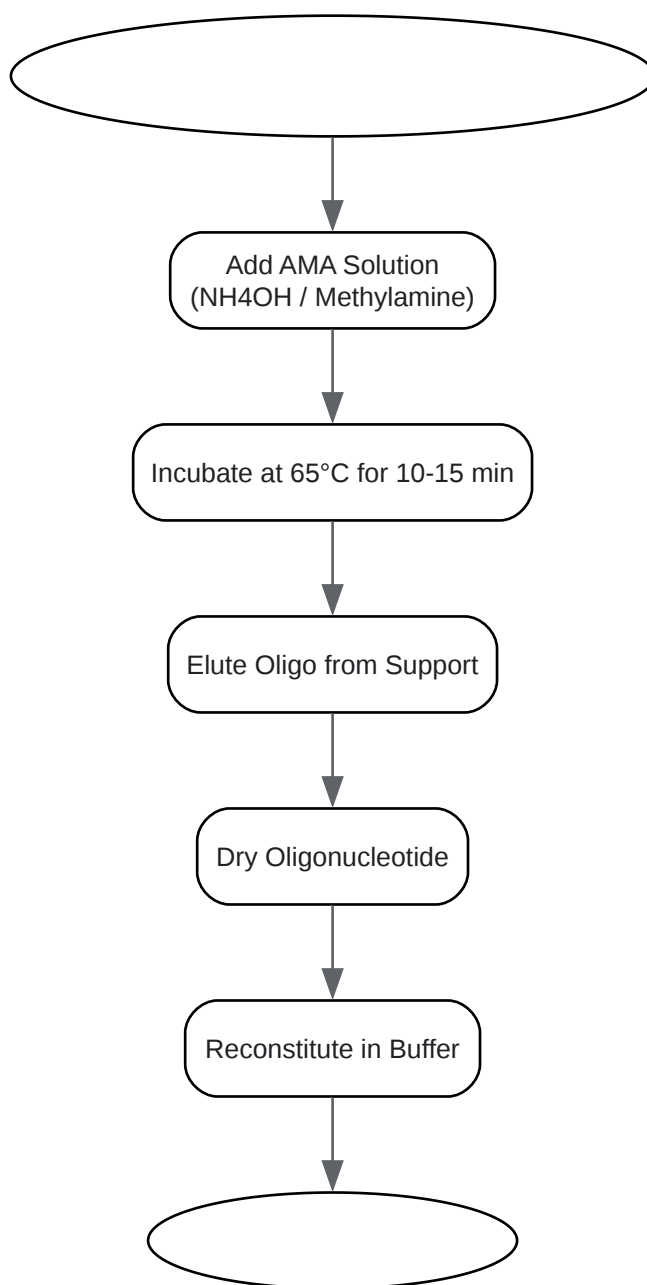 Add AMA Solution
(NH4OH / Methylamine)
Incubate at 65°C for 10-15 min
Elute Oligo from Support
Dry Oligonucleotide
Reconstitute in Buffer